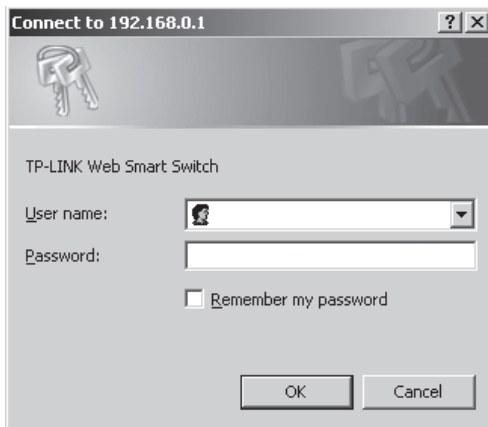 Connect to 192.168.0.1
TP-LINK Web Smart Switch
User name:
Password:
Remember my password
OK
Cancel